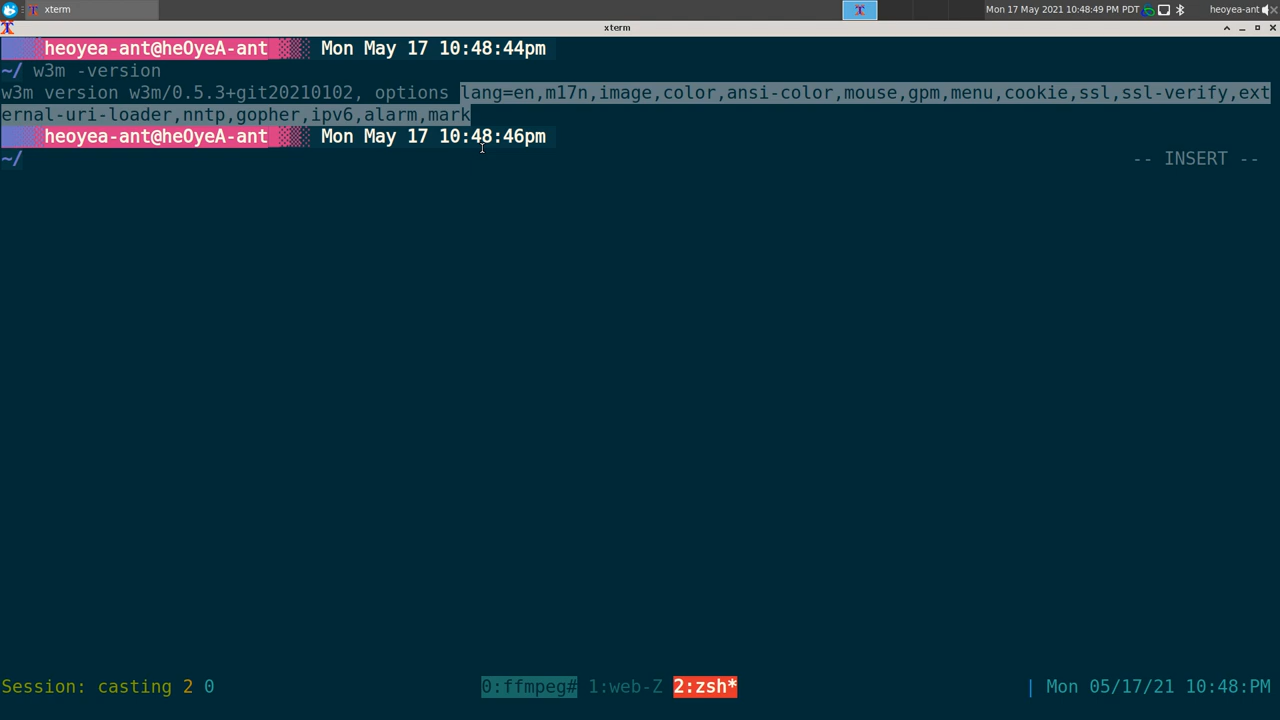 xterm
Mon 17 May 2021, 10:48:49 PM PDT
heoyea-ant
xterm
heoyea-ant@heOyeA-ant Mon May 17 10:48:44pm
~/ w3m -version
w3m version w3m/0.5.3+git20210102, options lang=en,m17n,image,color,ansi-color,mouse,gpm,menu,cookie,ssl,ssl-verify,ext
ernal-uri-loader,nntp,gopher,ipv6,alarm,mark
heoyea-ant@heOyeA-ant Mon May 17 10:48:46pm
~/ -- INSERT --
Session: casting 2 0 0:ffmpeg# 1:web-Z 2:zsh* | Mon 05/17/21 10:48:PM